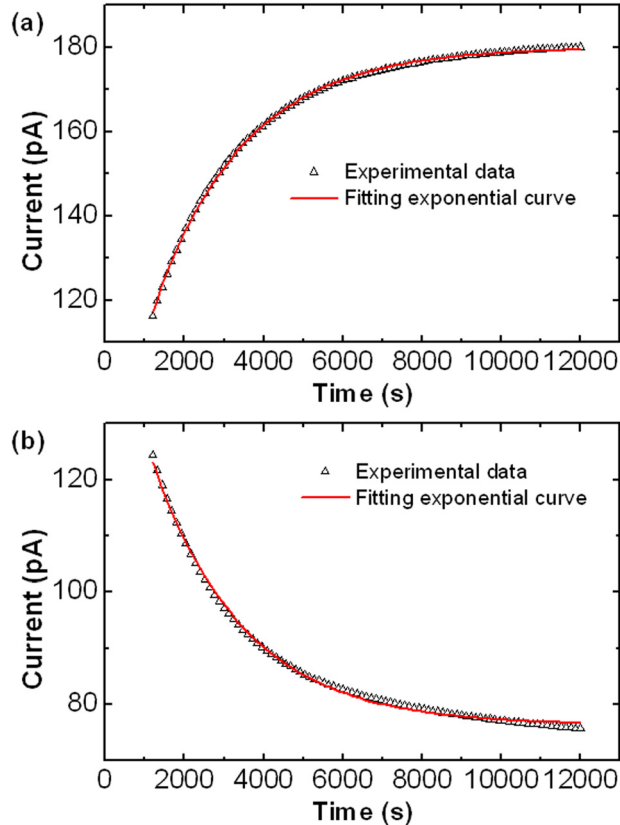 (a)
180
160
140
120
Current (pA)
Experimental data
Fitting exponential curve
0 2000 4000 6000 8000 10000 12000
Time (s)
(b)
120
100
80
Current (pA)
Experimental data
Fitting exponential curve
0 2000 4000 6000 8000 10000 12000
Time (s)